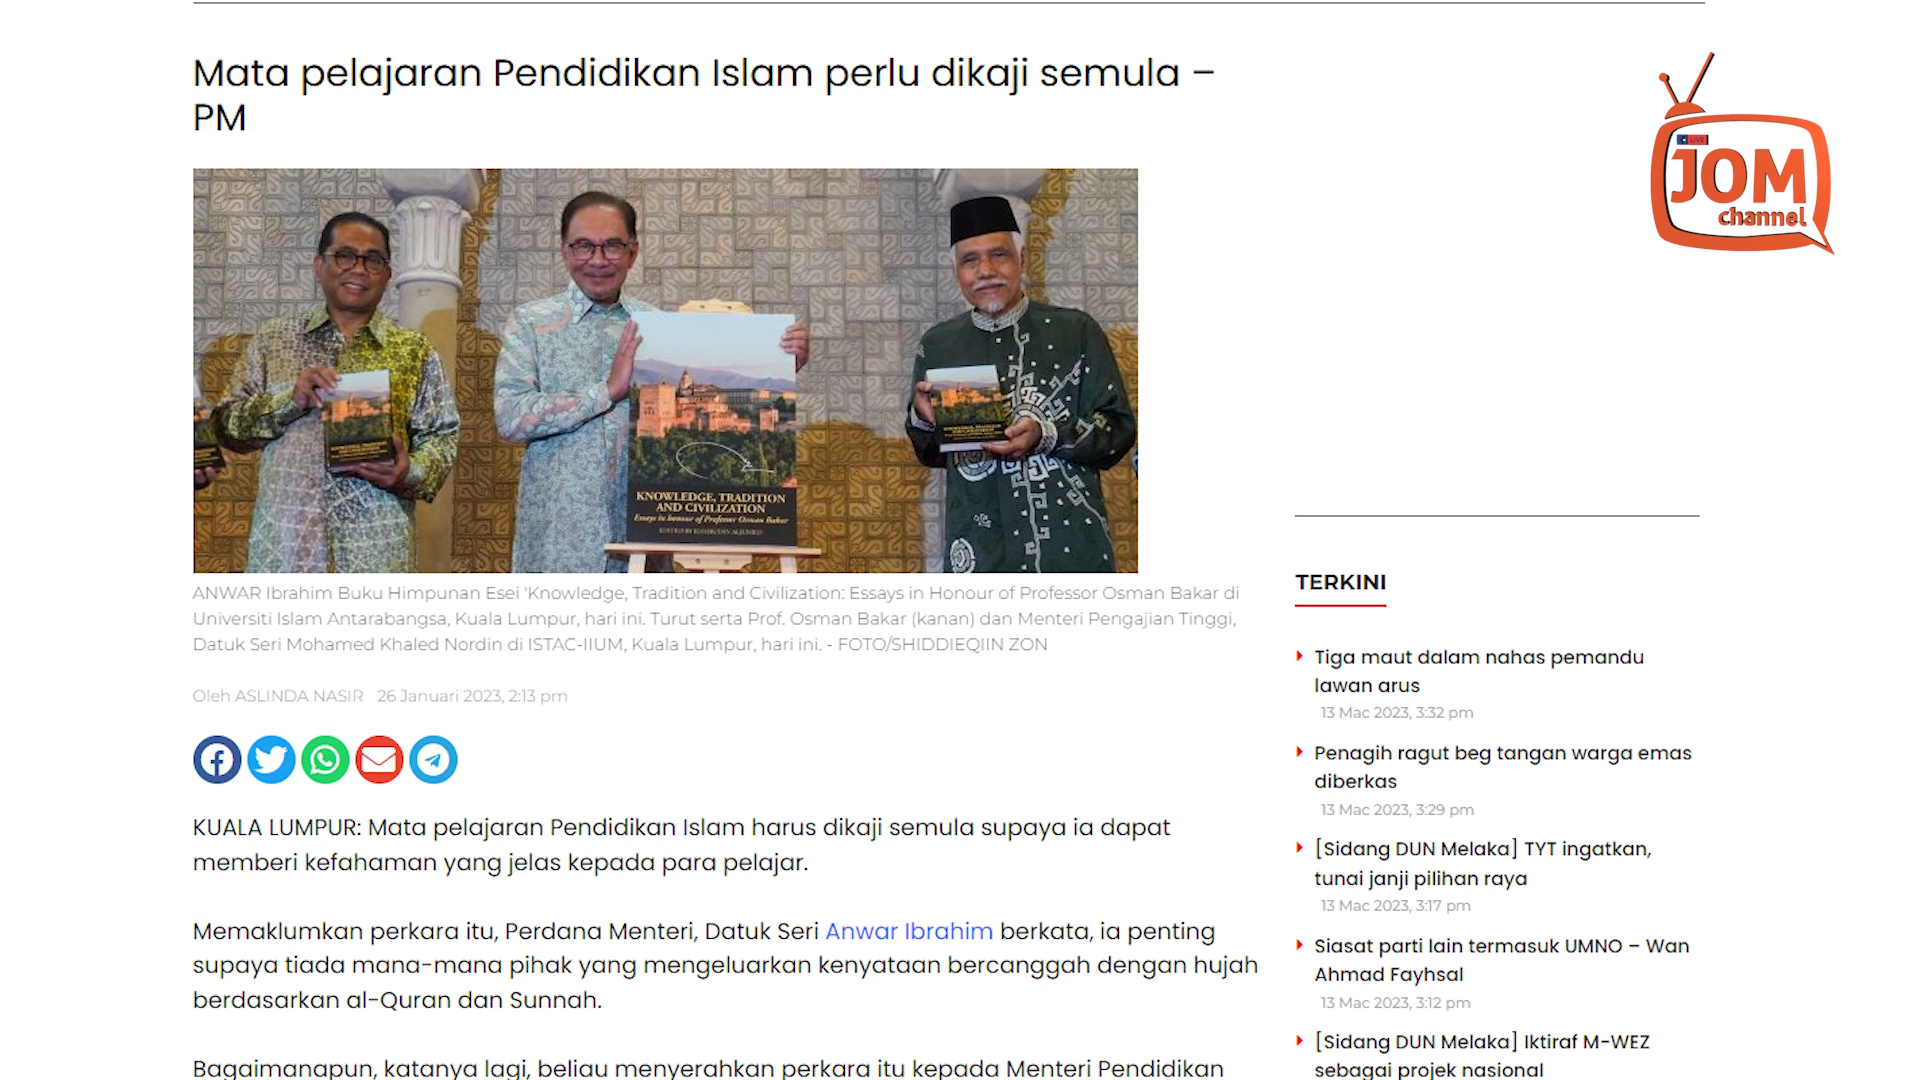 Mata pelajaran Pendidikan Islam perlu dikaji semula –
PM
LIVE
JOM
channel
KNOWLEDGE, TRADITION
AND CIVILIZATION
Essays in honour of Professor Osman Bakar
ANWAR Ibrahim Buku Himpunan Esei 'Knowledge, Tradition and Civilization: Essays in Honour of Professor Osman Bakar di
Universiti Islam Antarabangsa, Kuala Lumpur, hari ini. Turut serta Prof. Osman Bakar (kanan) dan Menteri Pengajian Tinggi,
Datuk Seri Mohamed Khaled Nordin di ISTAC-IIUM, Kuala Lumpur, hari ini. - FOTO/SHIDDIEQIIN ZON
Oleh ASLINDA NASIR 26 Januari 2023, 2:13 pm
KUALA LUMPUR: Mata pelajaran Pendidikan Islam harus dikaji semula supaya ia dapat
memberi kefahaman yang jelas kepada para pelajar.
Memaklumkan perkara itu, Perdana Menteri, Datuk Seri Anwar Ibrahim berkata, ia penting
supaya tiada mana-mana pihak yang mengeluarkan kenyataan bercanggah dengan hujah
berdasarkan al-Quran dan Sunnah.
Bagaimanapun, katanya lagi, beliau menyerahkan perkara itu kepada Menteri Pendidikan
TERKINI
Tiga maut dalam nahas pemandu
lawan arus
13 Mac 2023, 3:32 pm
Penagih ragut beg tangan warga emas
diberkas
13 Mac 2023, 3:29 pm
[Sidang DUN Melaka] TYT ingatkan,
tunai janji pilihan raya
13 Mac 2023, 3:17 pm
Siasat parti lain termasuk UMNO – Wan
Ahmad Fayhsal
13 Mac 2023, 3:12 pm
[Sidang DUN Melaka] Iktiraf M-WEZ
sebagai projek nasional